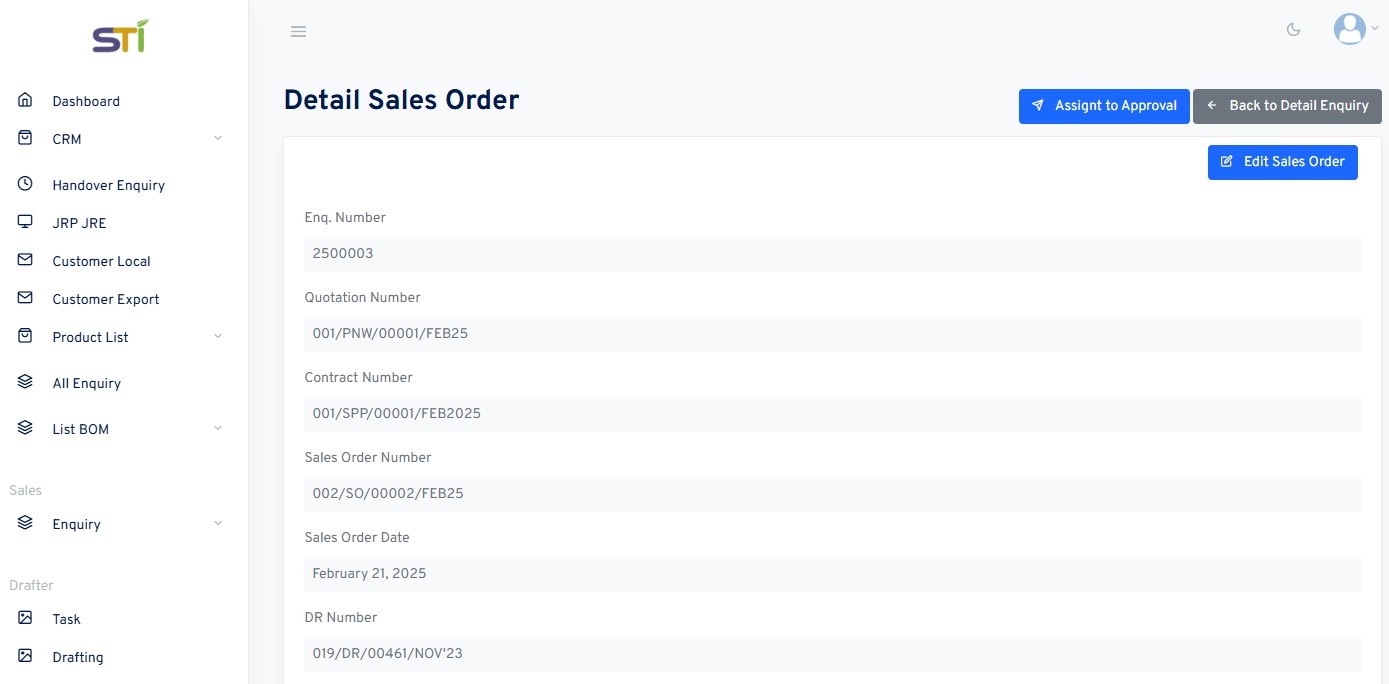 STI
Dashboard
CRM
Handover Enquiry
JRP JRE
Customer Local
Customer Export
Product List
All Enquiry
List BOM
Sales
Enquiry
Drafter
Task
Drafting
Detail Sales Order
Assignt to Approval
Back to Detail Enquiry
Edit Sales Order
Enq. Number
2500003
Quotation Number
001/PNW/00001/FEB25
Contract Number
001/SPP/00001/FEB2025
Sales Order Number
002/SO/00002/FEB25
Sales Order Date
February 21, 2025
DR Number
019/DR/00461/NOV'23